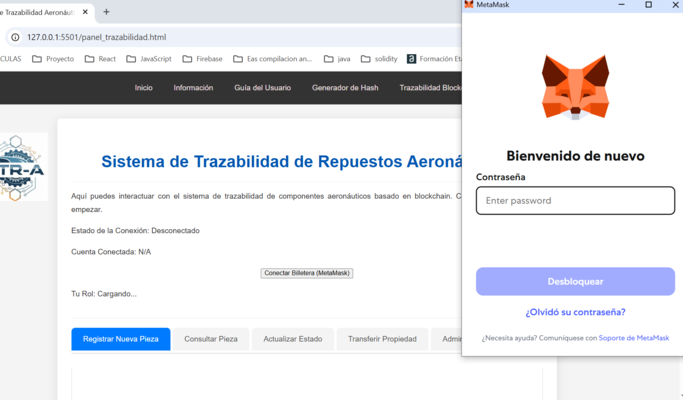 e Trazabilidad Aeronáut
127.0.0.1:5501/panel_trazabilidad.html
CULAS
Proyecto
React
JavaScript
Firebase
Eas compilacion an...
java
solidity
Formación Eta
Inicio
Información
Guía del Usuario
Generador de Hash
Trazabilidad Blocke
TR-A
Sistema de Trazabilidad de Repuestos Aeroná
Aquí puedes interactuar con el sistema de trazabilidad de componentes aeronáuticos basado en blockchain. C
empezar.
Estado de la Conexión: Desconectado
Cuenta Conectada: N/A
Conectar Billetera (MetaMask)
Tu Rol: Cargando...
Registrar Nueva Pieza
Consultar Pieza
Actualizar Estado
Transferir Propiedad
Admin
MetaMask
Bienvenido de nuevo
Contraseña
Enter password
Desbloquear
¿Olvidó su contraseña?
¿Necesita ayuda? Comuníquese con Soporte de MetaMask